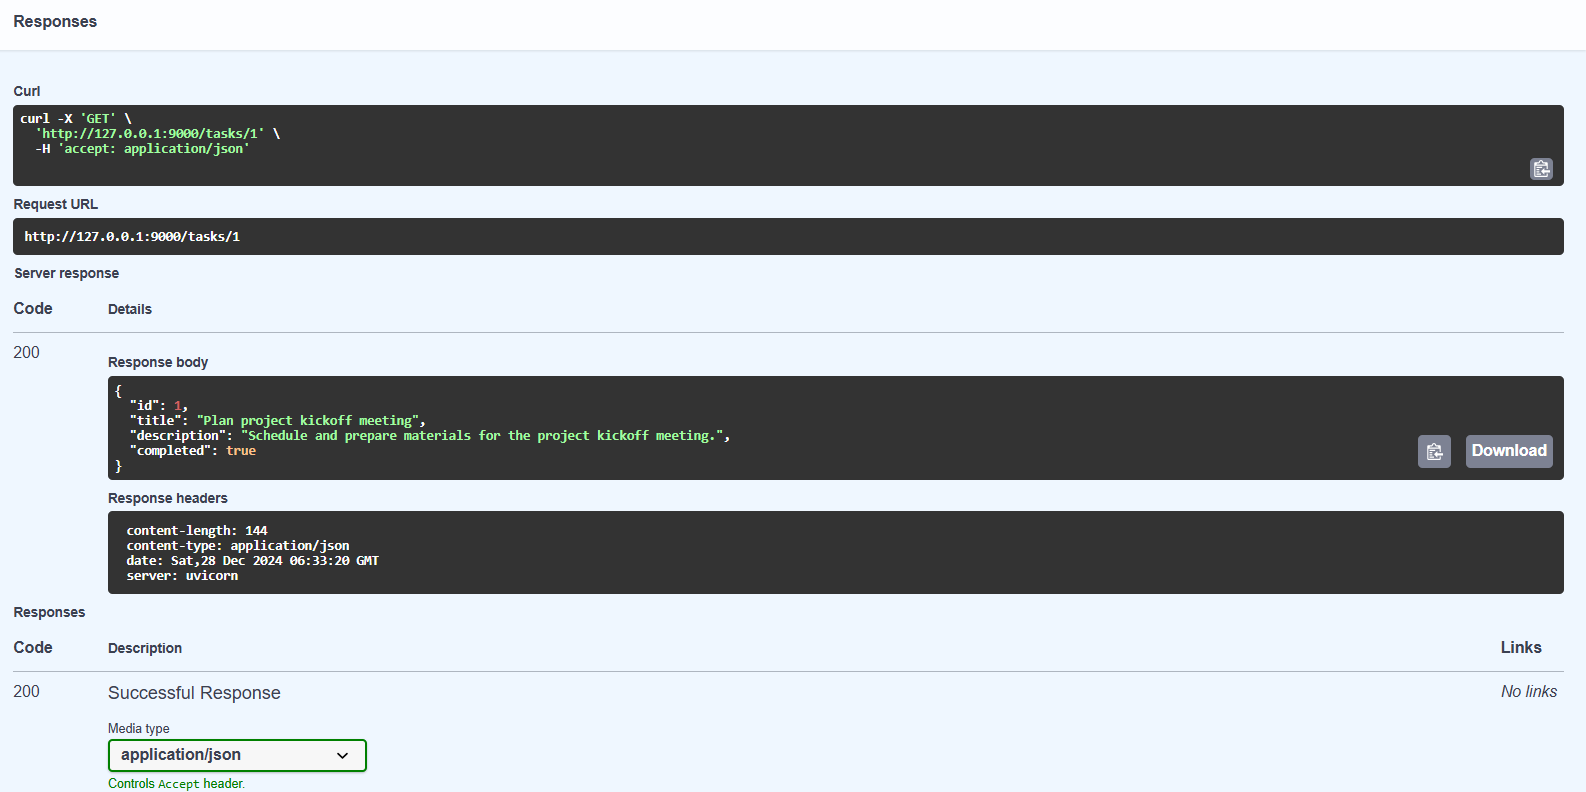 Responses
Curl
curl -X 'GET' \
  'http://127.0.0.1:9000/tasks/1' \
  -H 'accept: application/json'
Request URL
http://127.0.0.1:9000/tasks/1
Server response
Code Details
200
Response body
{
  "id": 1,
  "title": "Plan project kickoff meeting",
  "description": "Schedule and prepare materials for the project kickoff meeting.",
  "completed": true
}
Download
Response headers
content-length: 144
content-type: application/json
date: Sat,28 Dec 2024 06:33:20 GMT
server: uvicorn
Responses
Code Description Links
200 Successful Response No links
Media type
application/json
Controls Accept header.